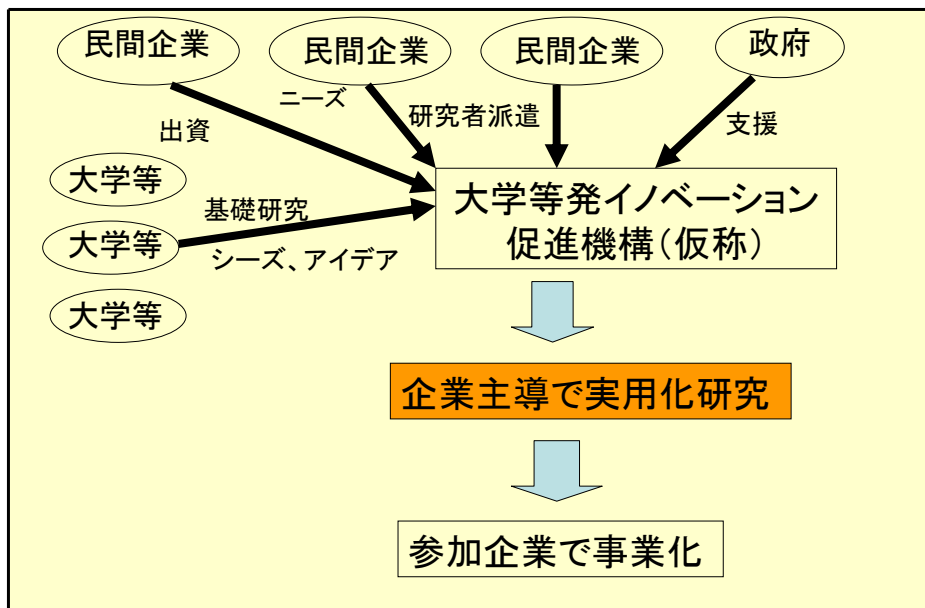 民間企業
民間企業
民間企業
政府
ニーズ
出資
研究者派遣
支援
大学等
基礎研究
大学等
シーズ、アイデア
大学等
大学等発イノベーション
促進機構(仮称)
企業主導で実用化研究
参加企業で事業化